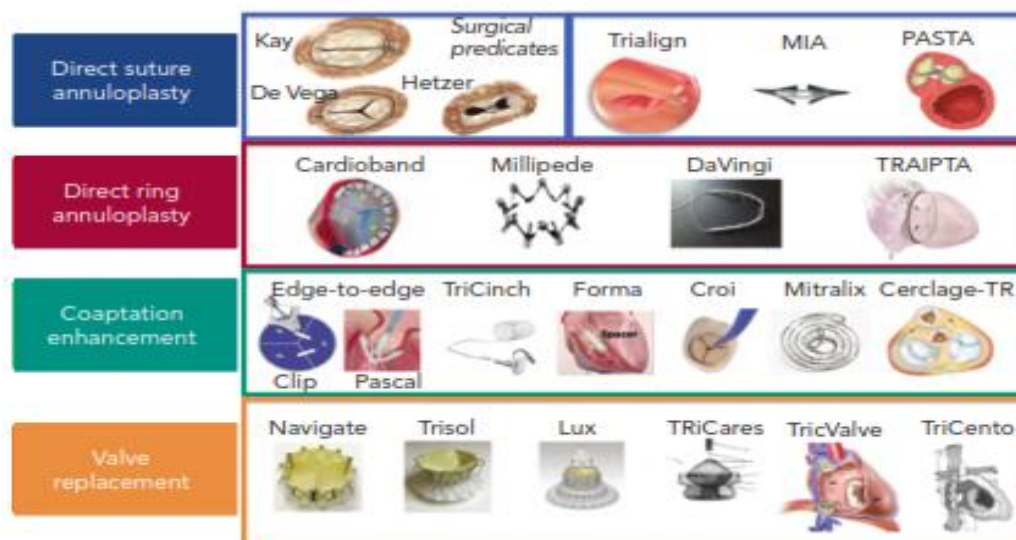 Direct suture
annuloplasty
Kay
Surgical
predicates
De Vega
Hetzer
Trialign
MIA
PASTA
Direct ring
annuloplasty
Cardioband
Millipede
DaVingi
TRAIPTA
Coaptation
enhancement
Edge-to-edge
Clip
Pascal
TriCinch
Forma
Spacer
Croi
Mitralix
Cerclage-TR
Valve
replacement
Navigate
Trisol
Lux
TRiCares
TricValve
TriCento